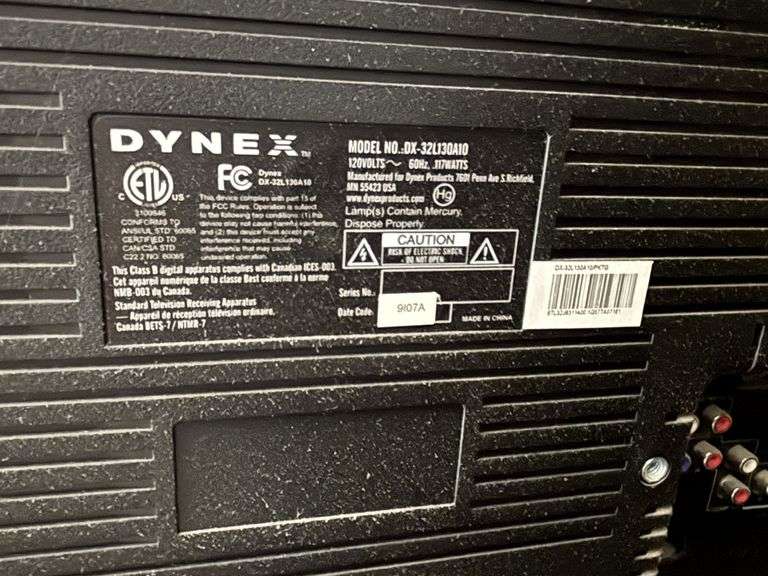 DYNEX™
MODEL NO.:DX-32L130A10
120VOLTS~ 60Hz, 117WATTS
Manufactured for Dynex Products 7601 Penn Ave S.Richfield,
MN 55423 USA
www.dynexproducts.com Hg
Lamp(s) Contain Mercury,
Dispose Properly.
C ETL US
FC Dynex
DX-32L130A10
This device complies with part 15 of
the FCC Rules. Operation is subject
to the following two conditions: (1) this
device may not cause harmful interference,
and (2) this device must accept any
interference received, including
interference that may cause
undesired operation.
3100546
CONFORMS TO
ANSI/UL STD 60065
CERTIFIED TO
CAN/CSA STD
C22.2 NO. 60065
CAUTION
RISK OF ELECTRIC SHOCK
DO NOT OPEN
This Class B digital apparatus complies with Canadian ICES-003.
Cet appareil numérique de la classe Best conforme à la norme
NMB-003 du Canada.
Standard Television Receiving Apparatus
– Appareil de réception télévision ordinaire,
Canada BETS-7 / NTMR-7
Series No.:
Date Code: 9I07A
MADE IN CHINA
DX-32L130A10/PKTG